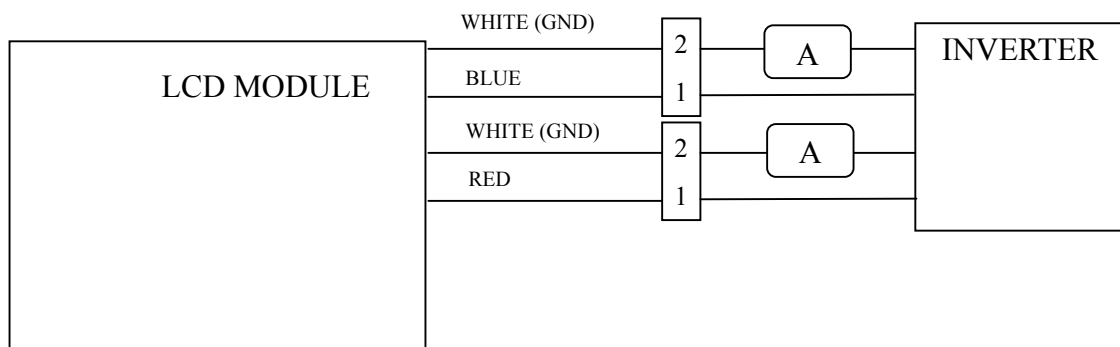 WHITE (GND)
2
A
INVERTER
LCD MODULE
BLUE
1
WHITE (GND)
2
A
RED
1